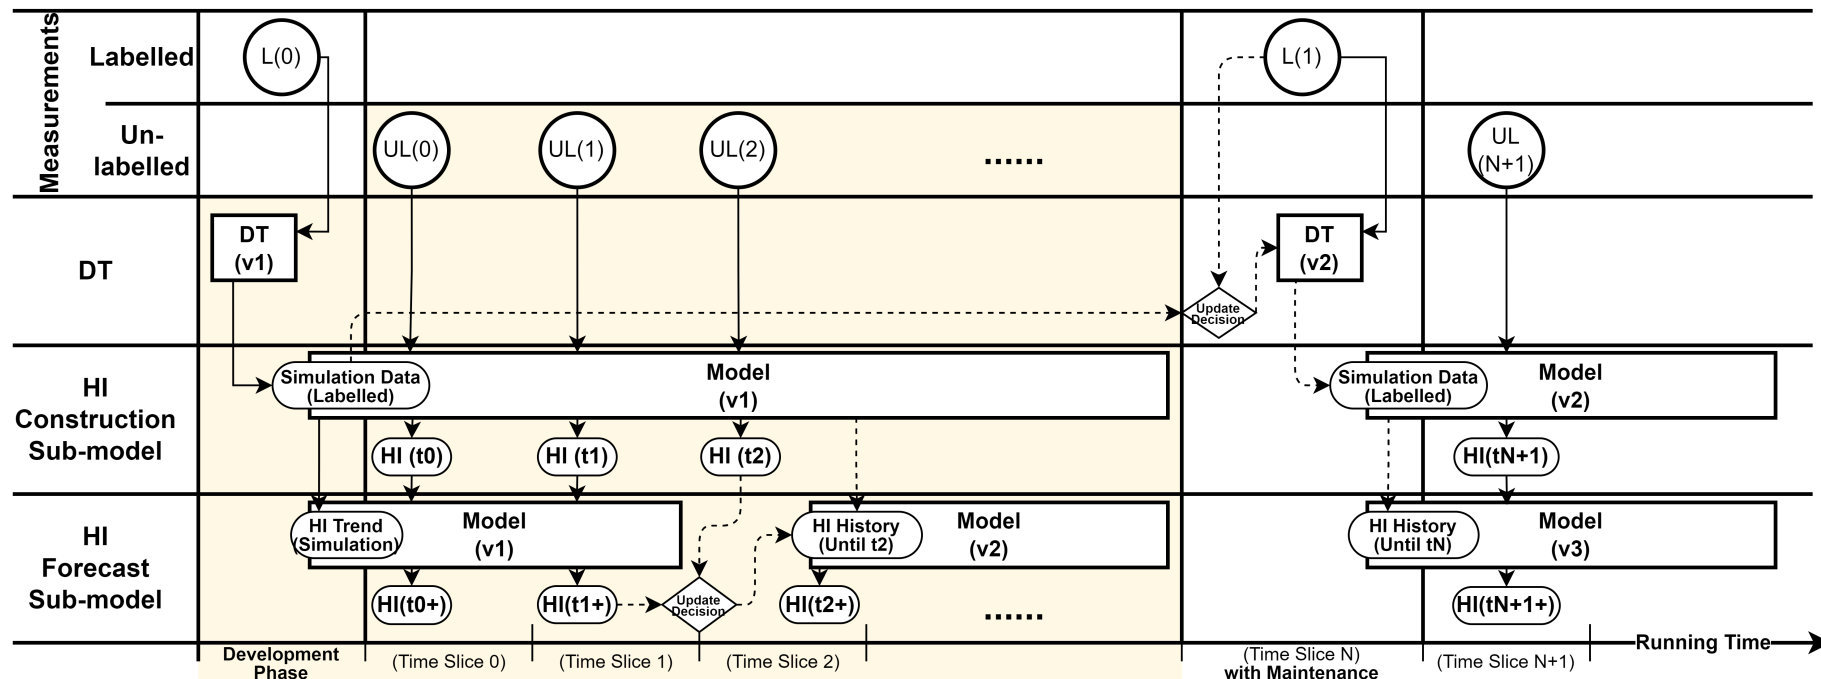 Measurements
Labelled
L(0)
L(1)
Un-
labelled
UL(0)
UL(1)
UL(2)
......
UL
(N+1)
DT
DT
(v1)
DT
(v2)
Update
Decision
HI
Construction
Sub-model
Simulation Data
(Labelled)
Model
(v1)
Simulation Data
(Labelled)
Model
(v2)
HI (t0)
HI (t1)
HI (t2)
HI(tN+1)
HI
Forecast
Sub-model
HI Trend
(Simulation)
Model
(v1)
HI History
(Until t2)
Model
(v2)
HI History
(Until tN)
Model
(v3)
HI(t0+)
HI(t1+)
Update
Decision
HI(t2+)
......
HI(tN+1+)
Running Time
Development
Phase
(Time Slice 0)
(Time Slice 1)
(Time Slice 2)
(Time Slice N)
with Maintenance
(Time Slice N+1)